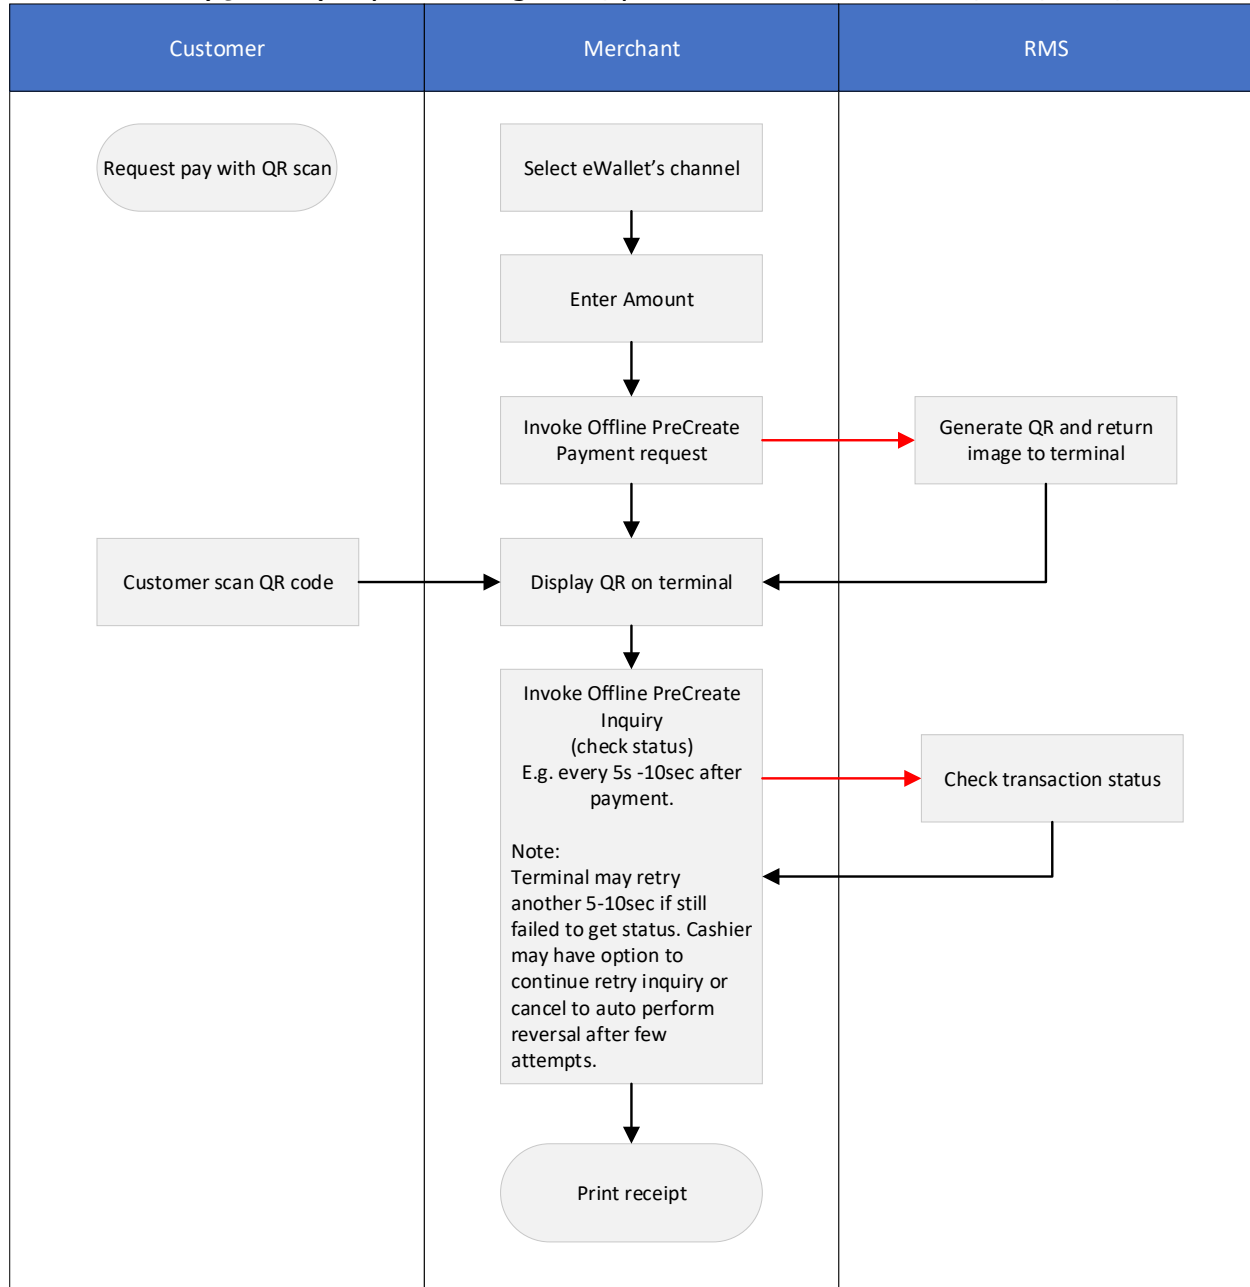 Customer
Merchant
RMS
Request pay with QR scan
Select eWallet's channel
Enter Amount
Invoke Offline PreCreate
Payment request
Generate QR and return
image to terminal
Customer scan QR code
Display QR on terminal
Invoke Offline PreCreate
Inquiry
(check status)
E.g. every 5s -10sec after
payment.
Check transaction status
Note:
Terminal may retry
another 5-10sec if still
failed to get status. Cashier
may have option to
continue retry inquiry or
cancel to auto perform
reversal after few
attempts.
Print receipt